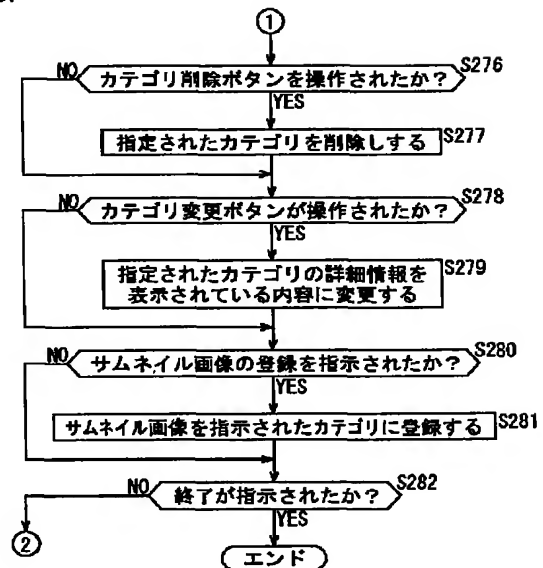 1
NO
カテゴリ削除ボタンを操作されたか?
S276
YES
指定されたカテゴリを削除しする
S277
NO
カテゴリ変更ボタンが操作されたか?
S278
YES
指定されたカテゴリの詳細情報を
表示されている内容に変更する
S279
NO
サムネイル画像の登録を指示されたか?
S280
YES
サムネイル画像を指示されたカテゴリに登録する
S281
NO
終了が指示されたか?
S282
YES
2
エンド